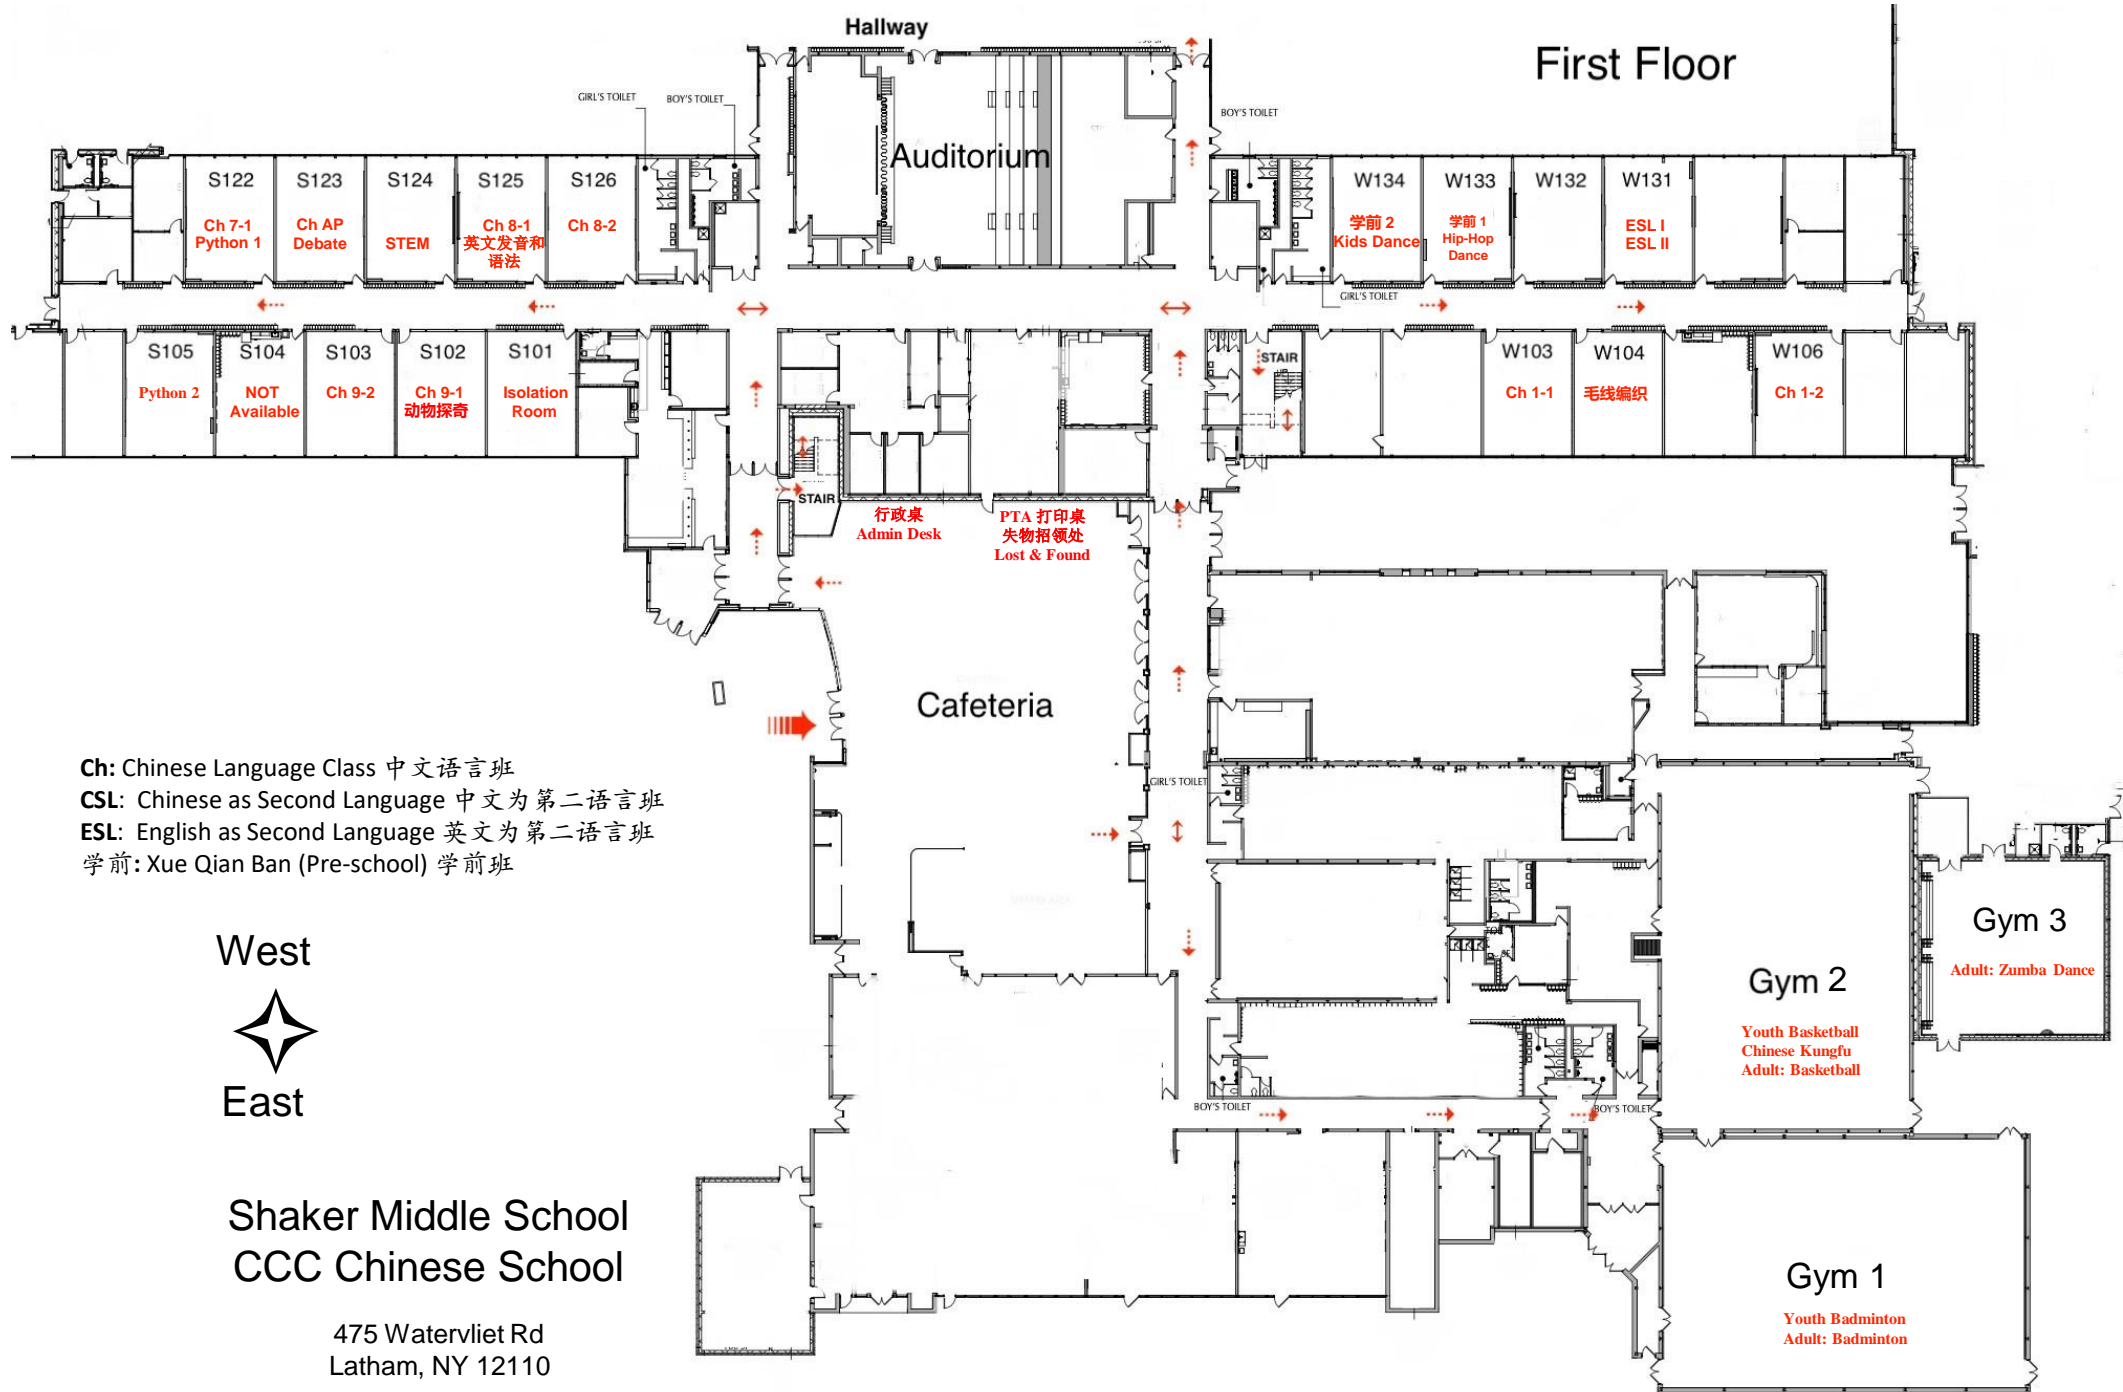 Hallway
First Floor
GIRL'S TOILET
BOY'S TOILET
BOY'S TOILET
Auditorium
S122
Ch 7-1
Python 1
S123
Ch AP
Debate
S124
STEM
S125
Ch 8-1
英文发音和
语法
S126
Ch 8-2
W134
学前 2
Kids Dance
W133
学前 1
Hip-Hop
Dance
W132
W131
ESL I
ESL II
GIRL'S TOILET
S105
Python 2
S104
NOT
Available
S103
Ch 9-2
S102
Ch 9-1
动物探奇
S101
Isolation
Room
STAIR
W103
Ch 1-1
W104
毛线编织
W106
Ch 1-2
STAIR
行政桌
Admin Desk
PTA 打印桌
失物招领处
Lost & Found
Cafeteria
GIRL'S TOILET
Ch: Chinese Language Class 中文语言班
CSL: Chinese as Second Language 中文为第二语言班
ESL: English as Second Language 英文为第二语言班
学前: Xue Qian Ban (Pre-school) 学前班
West
East
Gym 3
Adult: Zumba Dance
Gym 2
Youth Basketball
Chinese Kungfu
Adult: Basketball
BOY'S TOILET
BOY'S TOILET
Shaker Middle School
CCC Chinese School
475 Watervliet Rd
Latham, NY 12110
Gym 1
Youth Badminton
Adult: Badminton